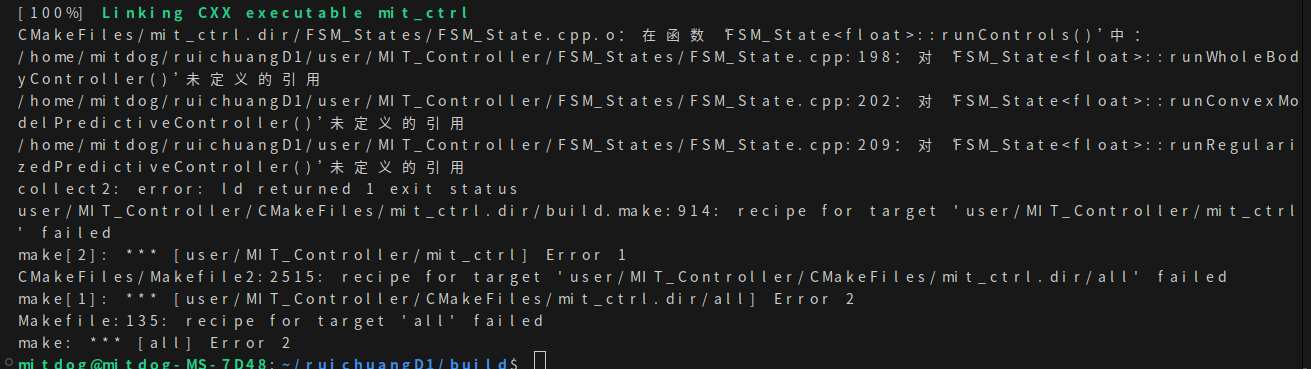 [100%] Linking CXX executable mit_ctrl
CMakeFiles/mit_ctrl.dir/FSM_States/FSM_State.cpp.o: 在函数‘FSM_State<float>::runControls()’中:
/home/mitdog/ruichuangD1/user/MIT_Controller/FSM_States/FSM_State.cpp:198: 对‘FSM_State<float>::runWholeBod
yController()’未定义的引用
/home/mitdog/ruichuangD1/user/MIT_Controller/FSM_States/FSM_State.cpp:202: 对‘FSM_State<float>::runConvexMo
delPredictiveController()’未定义的引用
/home/mitdog/ruichuangD1/user/MIT_Controller/FSM_States/FSM_State.cpp:209: 对‘FSM_State<float>::runRegulari
zedPredictiveController()’未定义的引用
collect2: error: ld returned 1 exit status
user/MIT_Controller/CMakeFiles/mit_ctrl.dir/build.make:914: recipe for target 'user/MIT_Controller/mit_ctrl
' failed
make[2]: *** [user/MIT_Controller/mit_ctrl] Error 1
CMakeFiles/Makefile2:2515: recipe for target 'user/MIT_Controller/CMakeFiles/mit_ctrl.dir/all' failed
make[1]: *** [user/MIT_Controller/CMakeFiles/mit_ctrl.dir/all] Error 2
Makefile:135: recipe for target 'all' failed
make: *** [all] Error 2
mitdog@mitdog-MS-7D48:~/ruichuangD1/build$